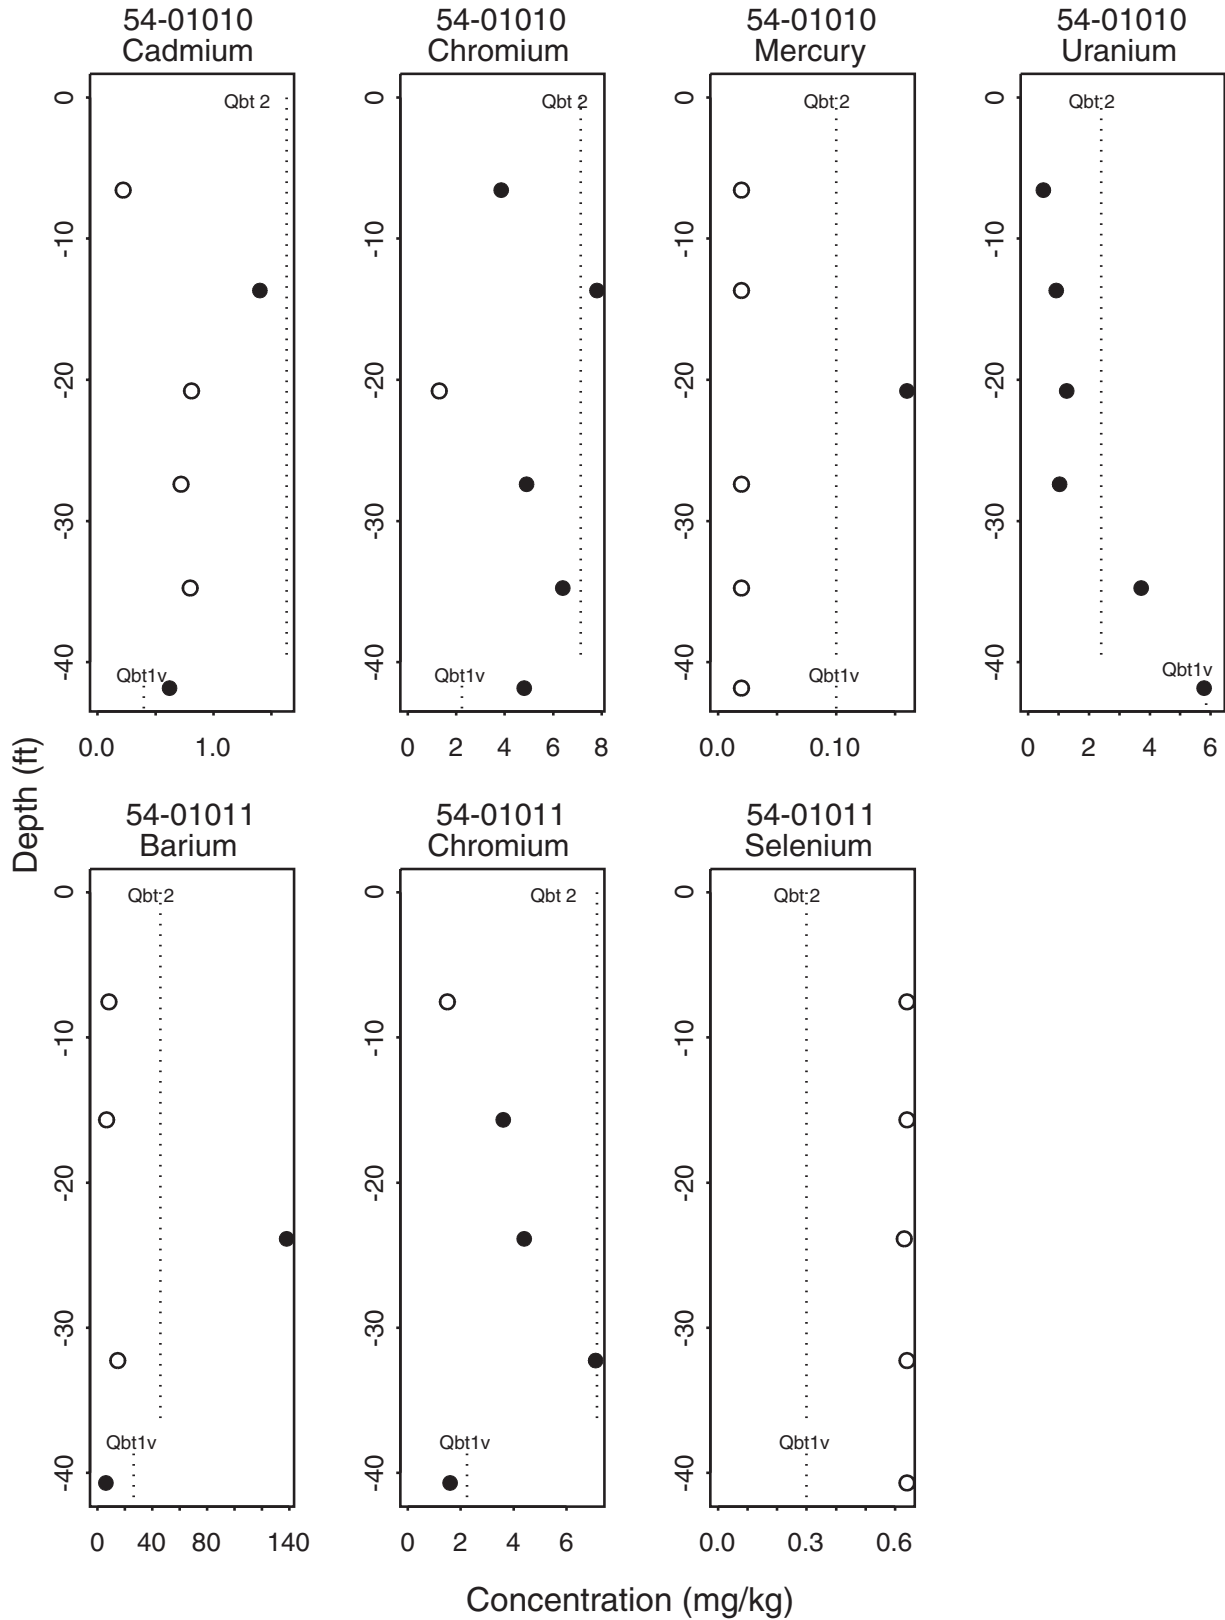 54-01010
Cadmium
54-01010
Chromium
54-01010
Mercury
54-01010
Uranium
0
-10
-20
-30
-40
Qbt 2
Qbt1v
0.0
1.0
0
-10
-20
-30
-40
Qbt 2
Qbt1v
0
2
4
6
8
0
-10
-20
-30
-40
Qbt 2
Qbt1v
0.0
0.10
0
-10
-20
-30
-40
Qbt 2
Qbt1v
0
2
4
6
Depth (ft)
54-01011
Barium
54-01011
Chromium
54-01011
Selenium
0
-10
-20
-30
-40
Qbt 2
Qbt1v
0
40
80
140
0
-10
-20
-30
-40
Qbt 2
Qbt1v
0
2
4
6
0
-10
-20
-30
-40
Qbt 2
Qbt1v
0.0
0.3
0.6
Concentration (mg/kg)